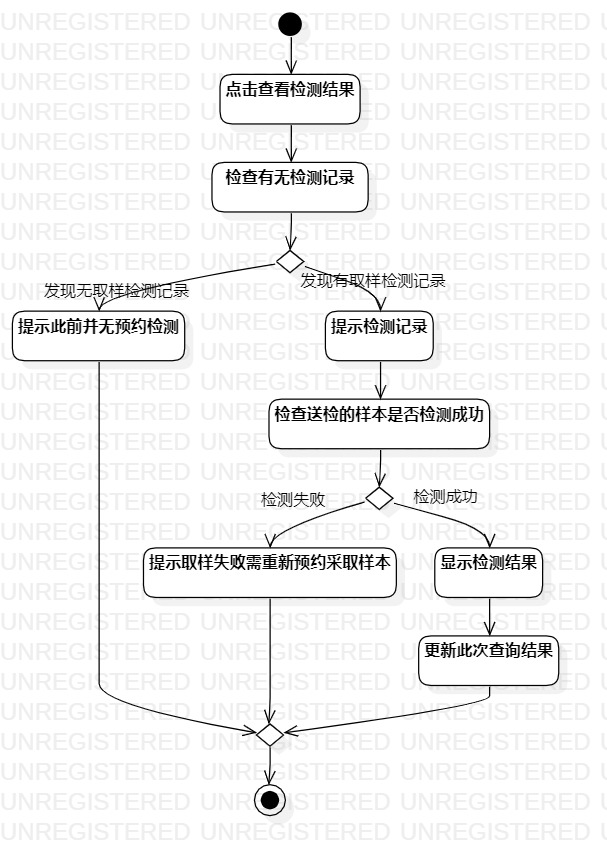 点击查看检测结果
检查有无检测记录
发现无取样检测记录
发现有取样检测记录
提示此前并无预约检测
提示检测记录
检查送检的样本是否检测成功
检测失败
检测成功
提示取样失败需重新预约采取样本
显示检测结果
更新此次查询结果
UNREGISTERED